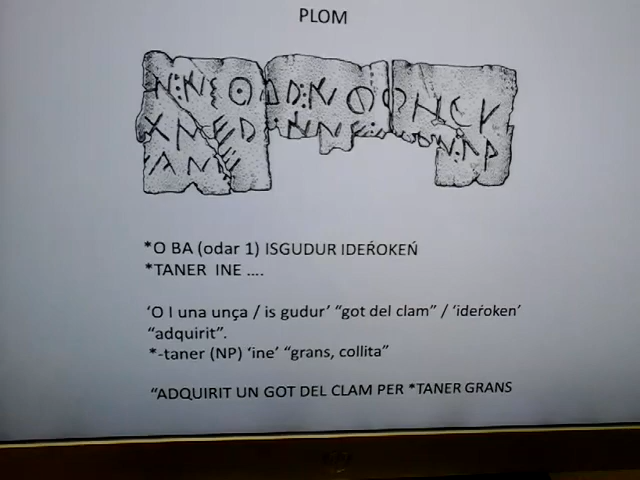 PLOM
*O BA (odar 1) ISGUDUR IDEŔOKEŃ
*TANER INE ....
‘O I una unça / is gudur’ “got del clam” / ‘ideŕoken’
“adquirit”.
*-taner (NP) ‘ine’ “grans, collita”
“ADQUIRIT UN GOT DEL CLAM PER *TANER GRANS